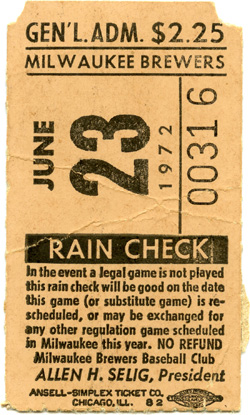 GEN'L. ADM. $2.25
MILWAUKEE BREWERS
JUNE
23
1972
00316
RAIN CHECK
In the event a legal game is not played
this rain check will be good on the date
this game (or substitute game) is re-
scheduled, or may be exchanged for
any other regulation game scheduled
in Milwaukee this year. NO REFUND
Milwaukee Brewers Baseball Club
ALLEN H. SELIG, President
ANSELL-SIMPLEX TICKET CO.
CHICAGO, ILL. 82